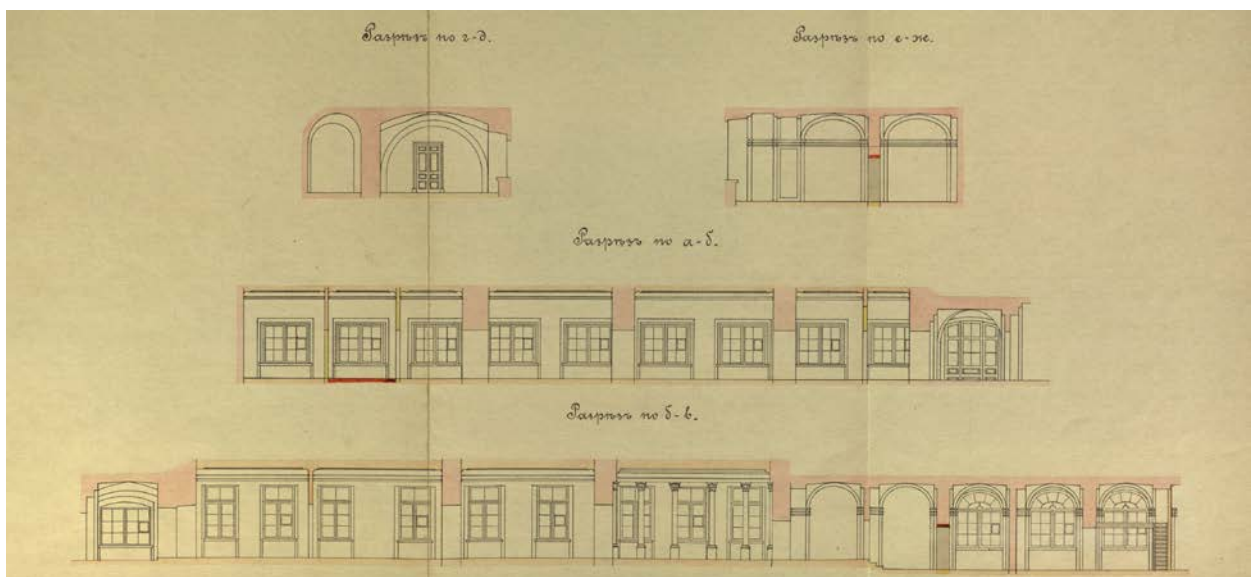 Разрѣзъ по г-д.
Разрѣзъ по е-ж.
Разрѣзъ по а-б.
Разрѣзъ по б-в.